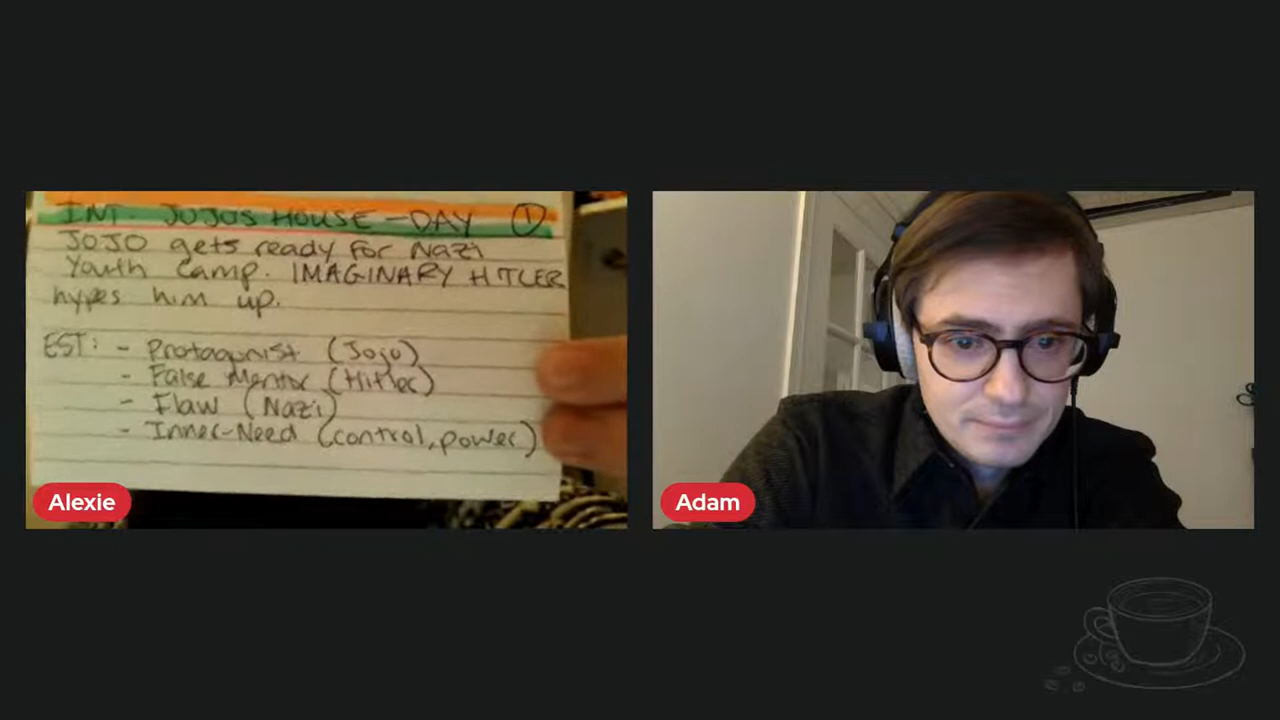 INT. JOJO'S HOUSE - DAY 1
JOJO gets ready for Nazi
Youth Camp. IMAGINARY HITLER
hypes him up.
EST: - Protagonist (Jojo)
- False Mentor (Hitler)
- Flaw (Nazi)
- Inner-Need (control, power)
Alexie
Adam